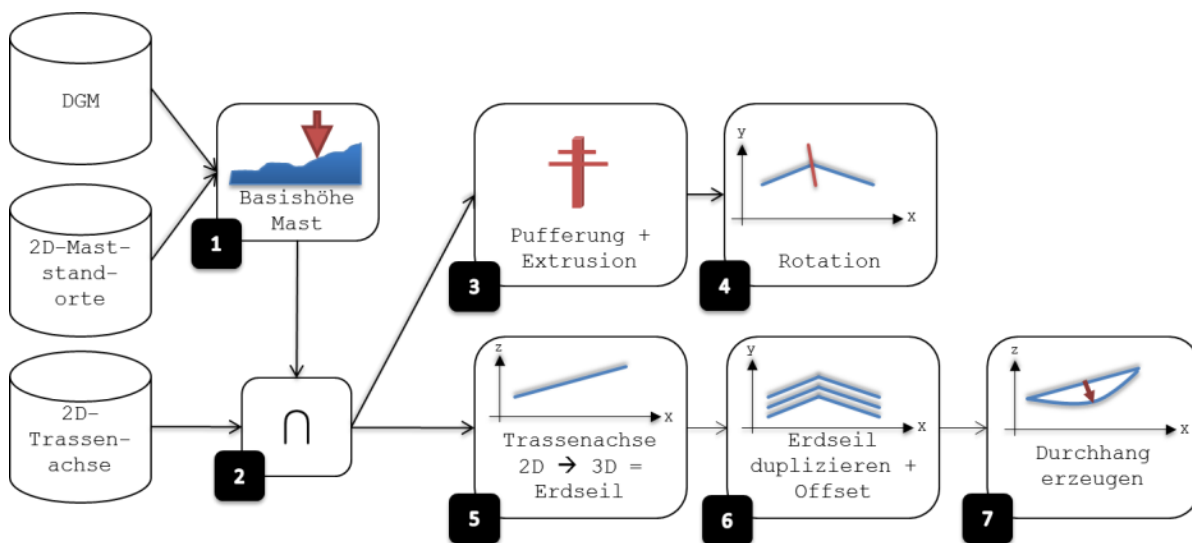 DGM
2D-Mast-
stand-
orte
2D-
Trassen-
achse
Basishöhe
Mast
1
∩
2
Pufferung +
Extrusion
3
y
x
Rotation
4
z
x
Trassenachse
2D → 3D =
Erdseil
5
y
x
Erdseil
duplizieren +
Offset
6
z
x
Durchhang
erzeugen
7